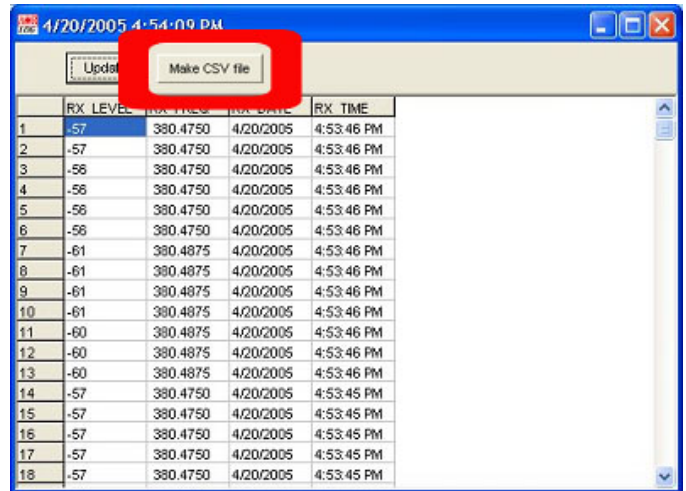 4/20/2005 4:54:09 PM
Make CSV file
RX LEVEL RX FREQ RX DATE RX TIME
1 -57 380.4750 4/20/2005 4:53:46 PM
2 -57 380.4750 4/20/2005 4:53:46 PM
3 -56 380.4750 4/20/2005 4:53:46 PM
4 -56 380.4750 4/20/2005 4:53:46 PM
5 -56 380.4750 4/20/2005 4:53:46 PM
6 -56 380.4750 4/20/2005 4:53:46 PM
7 -61 380.4875 4/20/2005 4:53:46 PM
8 -61 380.4875 4/20/2005 4:53:46 PM
9 -61 380.4875 4/20/2005 4:53:46 PM
10 -61 380.4875 4/20/2005 4:53:46 PM
11 -60 380.4875 4/20/2005 4:53:46 PM
12 -60 380.4875 4/20/2005 4:53:46 PM
13 -60 380.4875 4/20/2005 4:53:46 PM
14 -57 380.4750 4/20/2005 4:53:45 PM
15 -57 380.4750 4/20/2005 4:53:45 PM
16 -57 380.4750 4/20/2005 4:53:45 PM
17 -57 380.4750 4/20/2005 4:53:45 PM
18 -57 380.4750 4/20/2005 4:53:45 PM